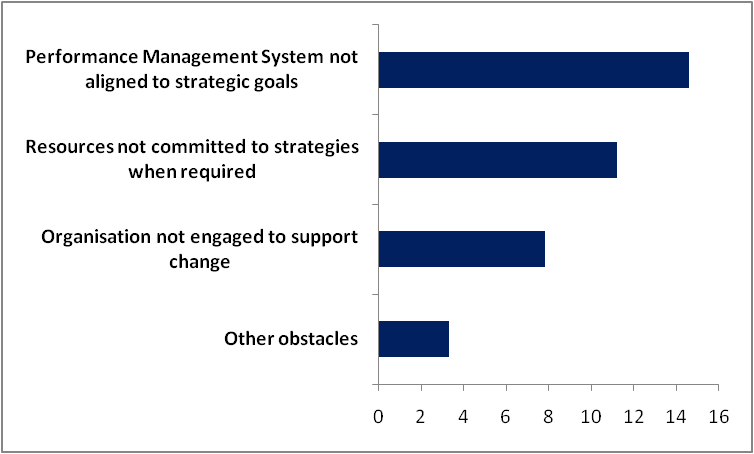 Performance Management System not
aligned to strategic goals
Resources not committed to strategies
when required
Organisation not engaged to support
change
Other obstacles
0 2 4 6 8 10 12 14 16